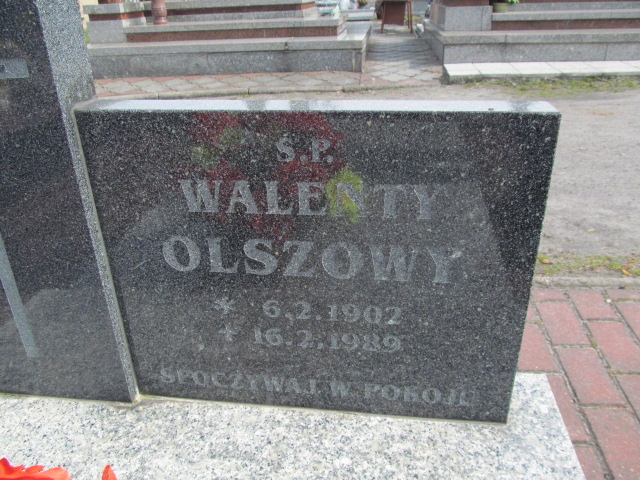 Ś.P.
WALENTY
OLSZOWY
* 6.2.1902
+ 16.2.1989
SPOCZYWAJ W POKOJU